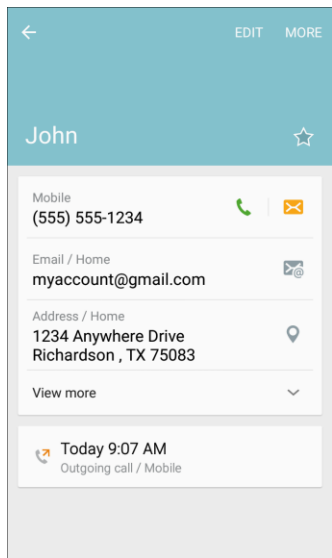 EDIT MORE
John
Mobile
(555) 555-1234
Email / Home
myaccount@gmail.com
Address / Home
1234 Anywhere Drive
Richardson , TX 75083
View more
Today 9:07 AM
Outgoing call / Mobile